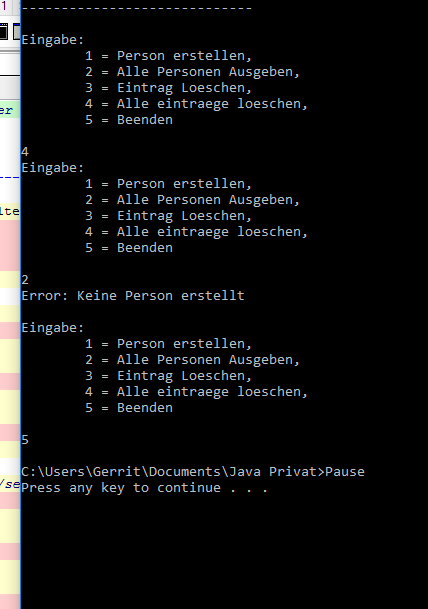 1
-----------------------------
Eingabe:
1 = Person erstellen,
2 = Alle Personen Ausgeben,
3 = Eintrag Loeschen,
4 = Alle eintraege loeschen,
5 = Beenden
er
4
Eingabe:
1 = Person erstellen,
2 = Alle Personen Ausgeben,
3 = Eintrag Loeschen,
4 = Alle eintraege loeschen,
5 = Beenden
lte
2
Error: Keine Person erstellt
Eingabe:
1 = Person erstellen,
2 = Alle Personen Ausgeben,
3 = Eintrag Loeschen,
4 = Alle eintraege loeschen,
5 = Beenden
5
C:\Users\Gerrit\Documents\Java Privat>Pause
/se
Press any key to continue . . .